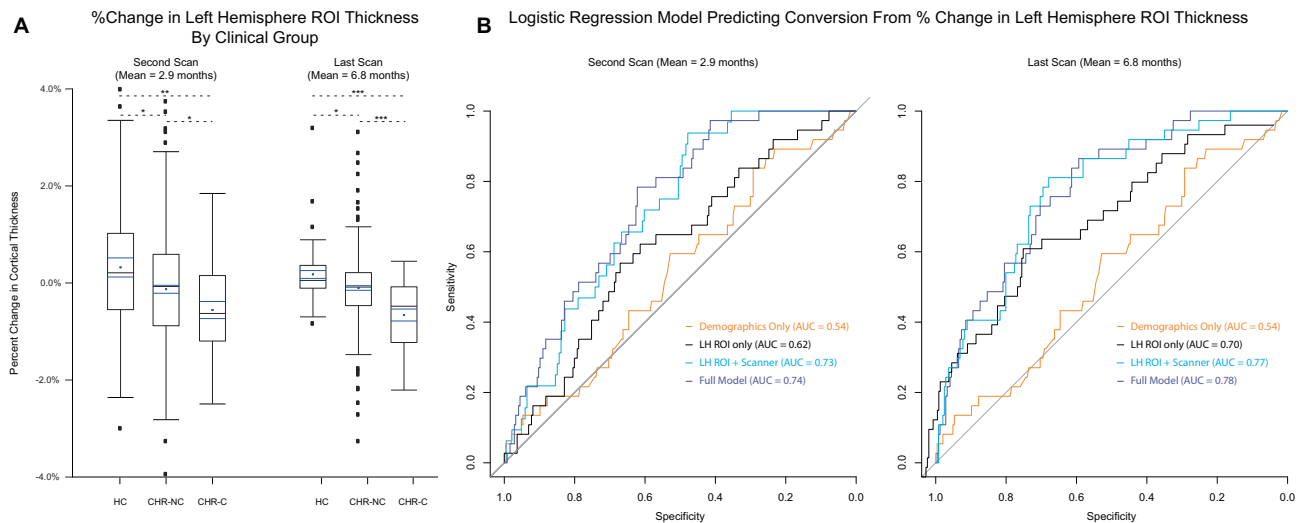 A
%Change in Left Hemisphere ROI Thickness
By Clinical Group
Second Scan
(Mean = 2.9 months)
Last Scan
(Mean = 6.8 months)
**
*
*
***
*
***
Percent Change in Cortical Thickness
4.0%
2.0%
0.0%
-2.0%
-4.0%
HC
CHR-NC
CHR-C
HC
CHR-NC
CHR-C
B
Logistic Regression Model Predicting Conversion From % Change in Left Hemisphere ROI Thickness
Second Scan (Mean = 2.9 months)
Sensitivity
1.0
0.8
0.6
0.4
0.2
0.0
Demographics Only (AUC = 0.54)
LH ROI only (AUC = 0.62)
LH ROI + Scanner (AUC = 0.73)
Full Model (AUC = 0.74)
1.0 0.8 0.6 0.4 0.2 0.0
Specificity
Last Scan (Mean = 6.8 months)
1.0
0.8
0.6
0.4
0.2
0.0
Demographics Only (AUC = 0.54)
LH ROI only (AUC = 0.70)
LH ROI + Scanner (AUC = 0.77)
Full Model (AUC = 0.78)
1.0 0.8 0.6 0.4 0.2 0.0
Specificity